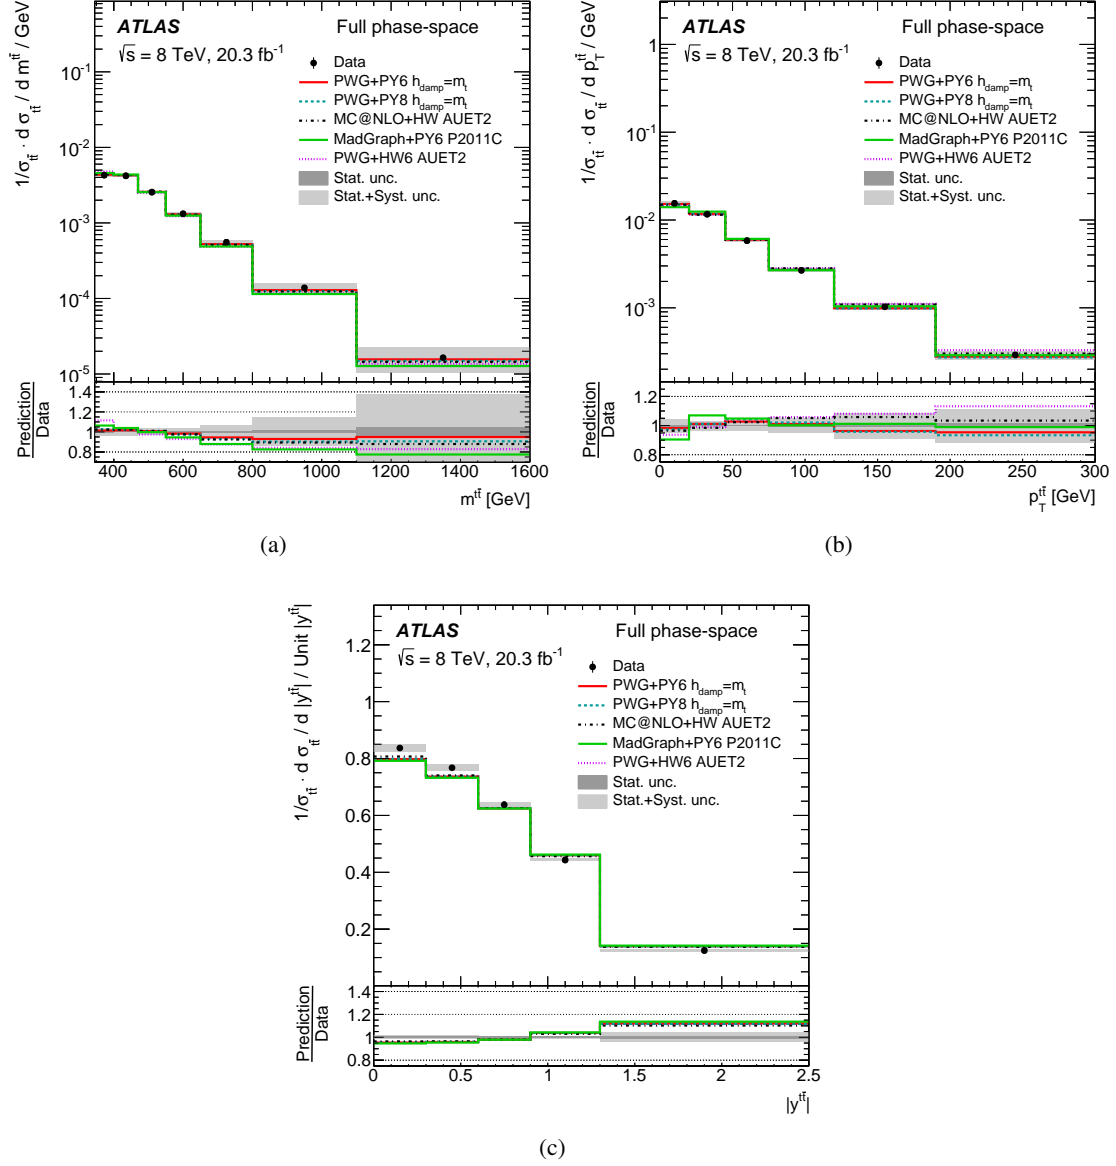 ATLAS Full phase-space
√s = 8 TeV, 20.3 fb⁻¹
Data
PWG+PY6 h_damp=m_t
PWG+PY8 h_damp=m_t
MC@NLO+HW AUET2
MadGraph+PY6 P2011C
PWG+HW6 AUET2
Stat. unc.
Stat.+Syst. unc.
1/σ_tt̄ · d σ_tt̄ / d m^tt̄ / GeV
10⁻¹
10⁻²
10⁻³
10⁻⁴
10⁻⁵
Prediction
Data
1.4
1.2
1
0.8
400 600 800 1000 1200 1400 1600
m^tt̄ [GeV]
(a)
ATLAS Full phase-space
√s = 8 TeV, 20.3 fb⁻¹
Data
PWG+PY6 h_damp=m_t
PWG+PY8 h_damp=m_t
MC@NLO+HW AUET2
MadGraph+PY6 P2011C
PWG+HW6 AUET2
Stat. unc.
Stat.+Syst. unc.
1/σ_tt̄ · d σ_tt̄ / d p_T^tt̄ / GeV
1
10⁻¹
10⁻²
10⁻³
Prediction
Data
1.2
1
0.8
0 50 100 150 200 250 300
p_T^tt̄ [GeV]
(b)
ATLAS Full phase-space
√s = 8 TeV, 20.3 fb⁻¹
Data
PWG+PY6 h_damp=m_t
PWG+PY8 h_damp=m_t
MC@NLO+HW AUET2
MadGraph+PY6 P2011C
PWG+HW6 AUET2
Stat. unc.
Stat.+Syst. unc.
1/σ_tt̄ · d σ_tt̄ / d |y^tt̄| / Unit |y^tt̄|
1.2
1
0.8
0.6
0.4
0.2
Prediction
Data
1.4
1.2
1
0.8
0 0.5 1 1.5 2 2.5
|y^tt̄|
(c)